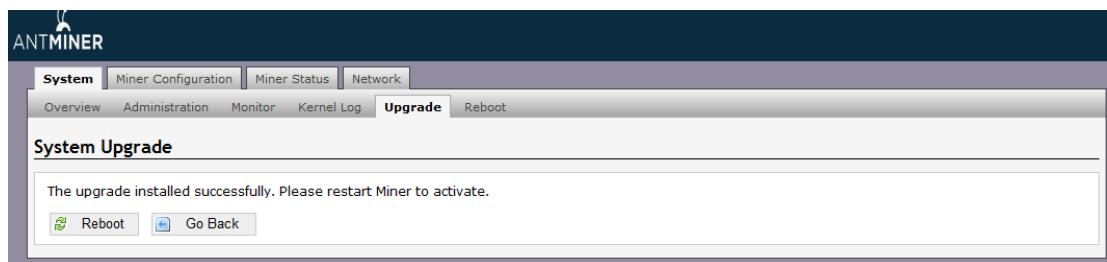 ANTMINER
System Miner Configuration Miner Status Network
Overview Administration Monitor Kernel Log Upgrade Reboot
System Upgrade
The upgrade installed successfully. Please restart Miner to activate.
Reboot Go Back